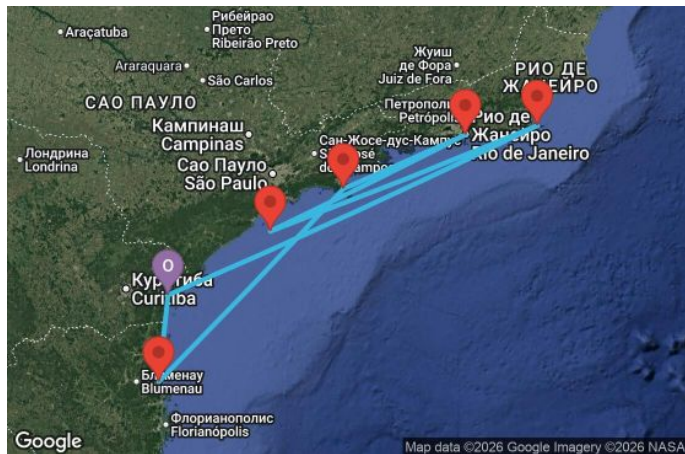 Рибейрао
Прето
Ribeirão Preto
Araçatuba
Araraquara
São Carlos
Жуиш
де Фора
Juiz de Fora
РИО ДЕ
ЖАНЕЙРО
САО ПАУЛО
Кампинаш
Campinas
Петрополис
Petrópolis
Рио де
Жанейро
Rio de Janeiro
Сан-Жосе-дус-Кампус
São José
dos Campos
Лондрина
Londrina
Сао Пауло
São Paulo
O
Куритиба
Curitiba
Блуменау
Blumenau
Флорианополис
Florianópolis
Google
Map data ©2026 Google Imagery ©2026 NASA